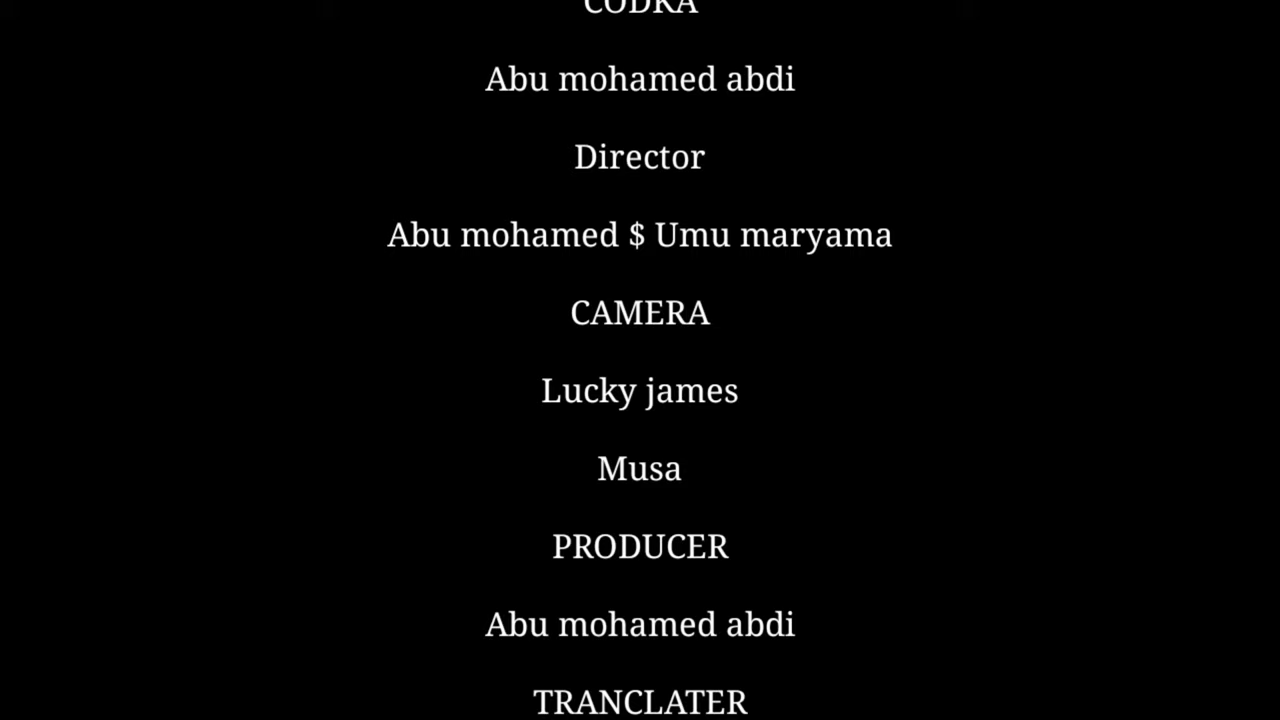 CODKA
Abu mohamed abdi
Director
Abu mohamed $ Umu maryama
CAMERA
Lucky james
Musa
PRODUCER
Abu mohamed abdi
TRANCLATER